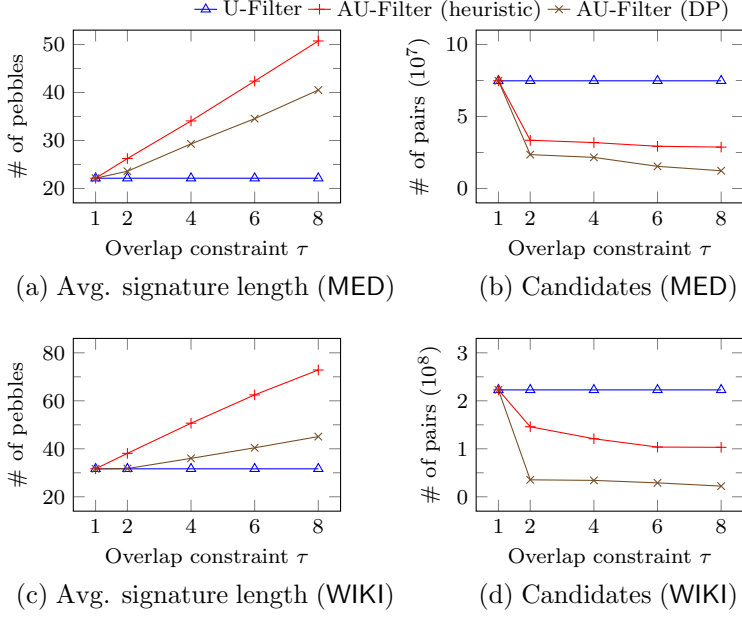 U-Filter AU-Filter (heuristic) AU-Filter (DP)
# of pebbles
50
40
30
20
1 2 4 6 8
Overlap constraint τ
(a) Avg. signature length (MED)
# of pairs (10⁷)
10
5
0
1 2 4 6 8
Overlap constraint τ
(b) Candidates (MED)
# of pebbles
80
60
40
20
1 2 4 6 8
Overlap constraint τ
(c) Avg. signature length (WIKI)
# of pairs (10⁸)
3
2
1
0
1 2 4 6 8
Overlap constraint τ
(d) Candidates (WIKI)